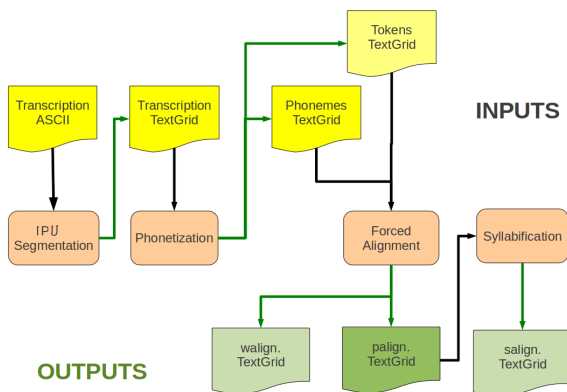 Tokens
TextGrid
Transcription
ASCII
Transcription
TextGrid
Phonemes
TextGrid
INPUTS
IPU
Segmentation
Phonetization
Forced
Alignment
Syllabification
walign.
TextGrid
palign.
TextGrid
salign.
TextGrid
OUTPUTS